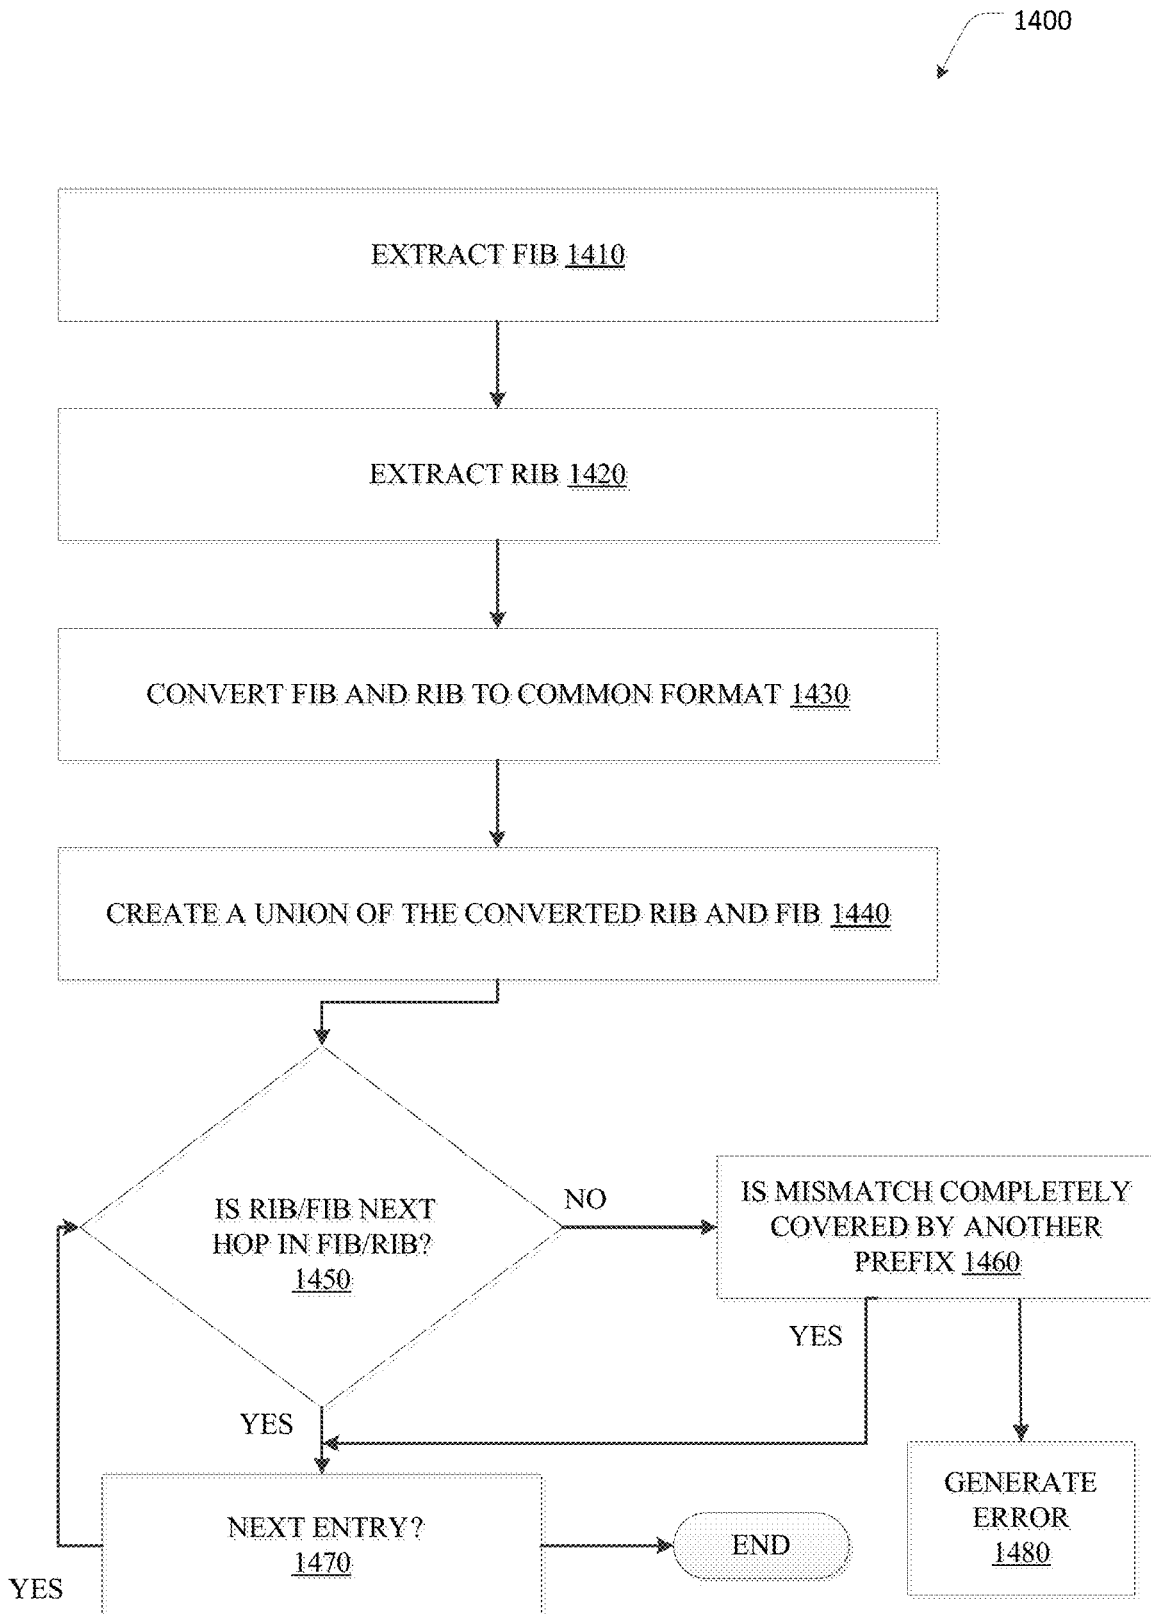 1400
EXTRACT FIB 1410
EXTRACT RIB 1420
CONVERT FIB AND RIB TO COMMON FORMAT 1430
CREATE A UNION OF THE CONVERTED RIB AND FIB 1440
IS RIB/FIB NEXT
HOP IN FIB/RIB?
1450
NO
IS MISMATCH COMPLETELY
COVERED BY ANOTHER
PREFIX 1460
YES
YES
GENERATE
ERROR
1480
NEXT ENTRY?
1470
END
YES